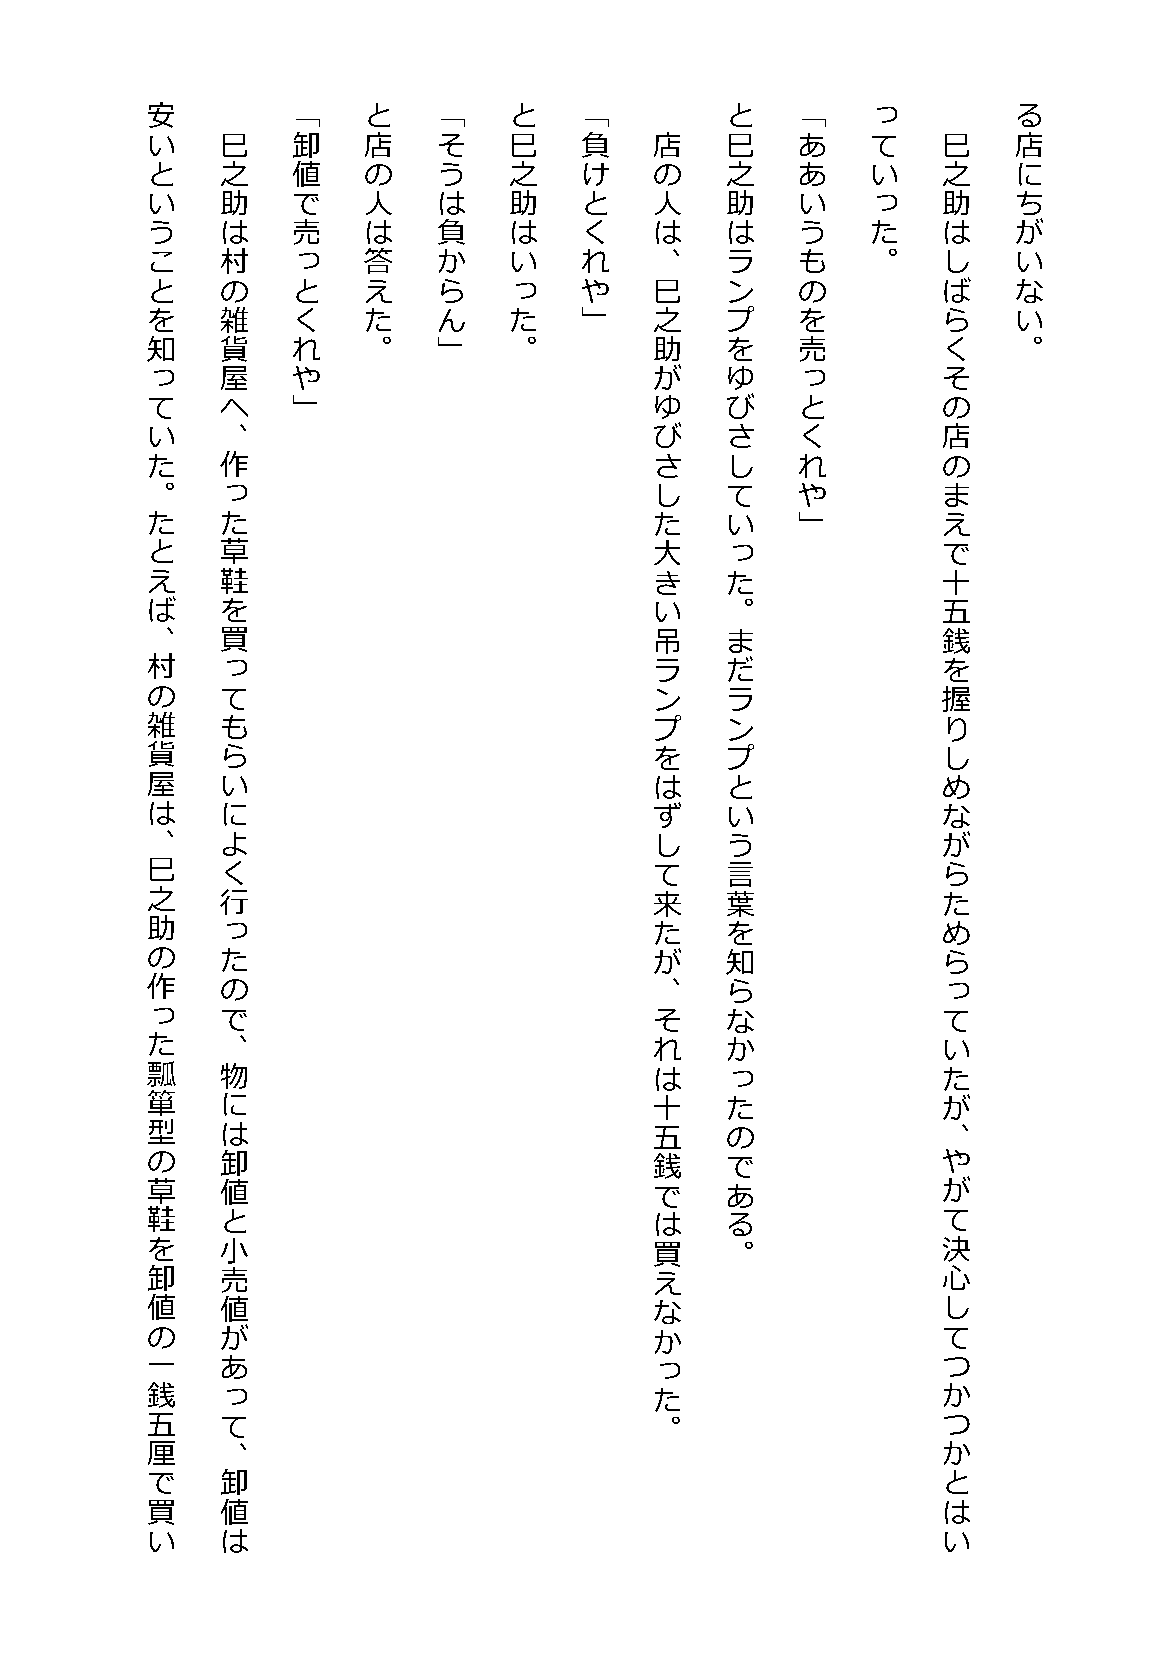 る店にちがいない。
　巳之助はしばらくその店のまえで十五銭を握りしめながらためらっていたが、やがて決心してつかつかとはい
っていった。
「ああいうものを売っとくれや」
と巳之助はランプをゆびさしていった。まだランプという言葉を知らなかったのである。
　店の人は、巳之助がゆびさした大きい吊ランプをはずして来たが、それは十五銭では買えなかった。
「負けとくれや」
と巳之助はいった。
「そうは負からん」
と店の人は答えた。
「卸値で売っとくれや」
　巳之助は村の雑貨屋へ、作った草鞋を買ってもらいによく行ったので、物には卸値と小売値があって、卸値は
安いということを知っていた。たとえば、村の雑貨屋は、巳之助の作った瓢箪型の草鞋を卸値の一銭五厘で買い